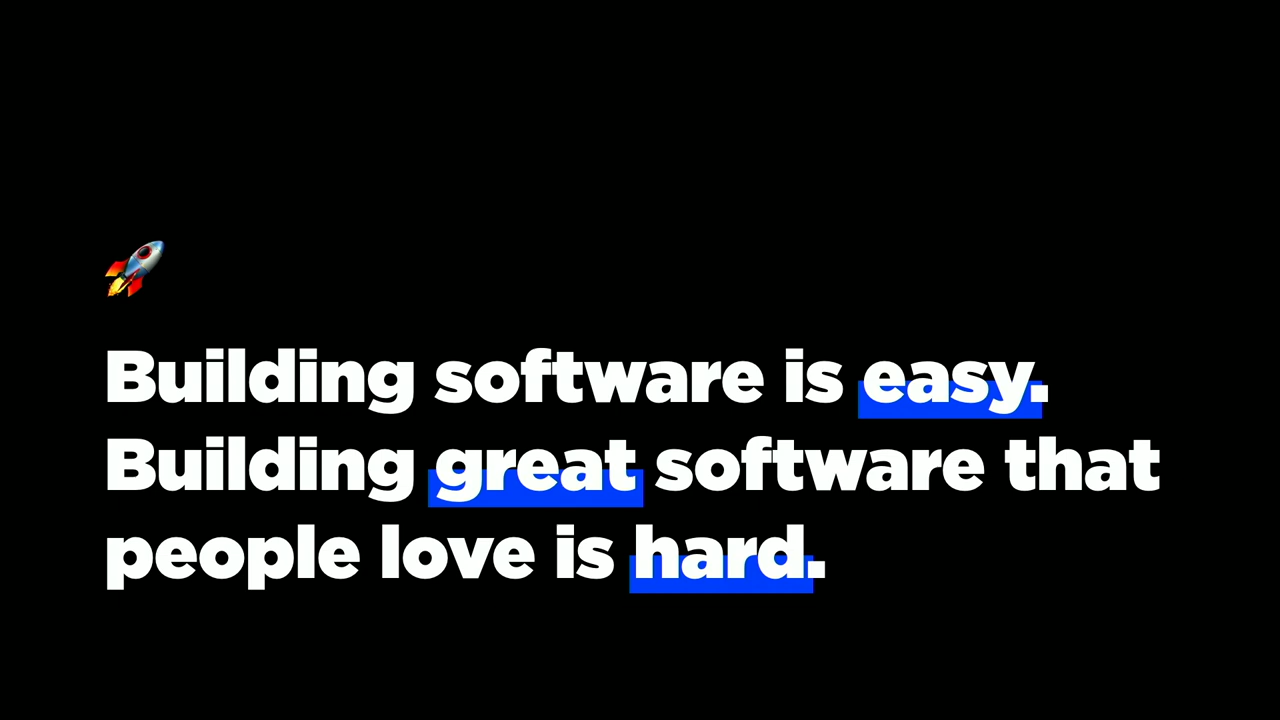 Building software is easy.
Building great software that
people love is hard.